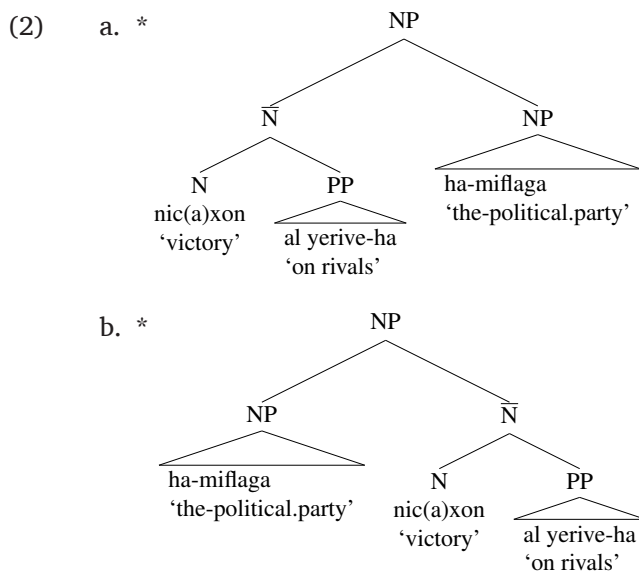 (2) a. * NP
N̅ NP
N PP ha-miflaga
nic(a)xon 'the-political.party'
'victory' al yerive-ha
'on rivals'
b. * NP
NP N̅
ha-miflaga N PP
'the-political.party' nic(a)xon
'victory' al yerive-ha
'on rivals'